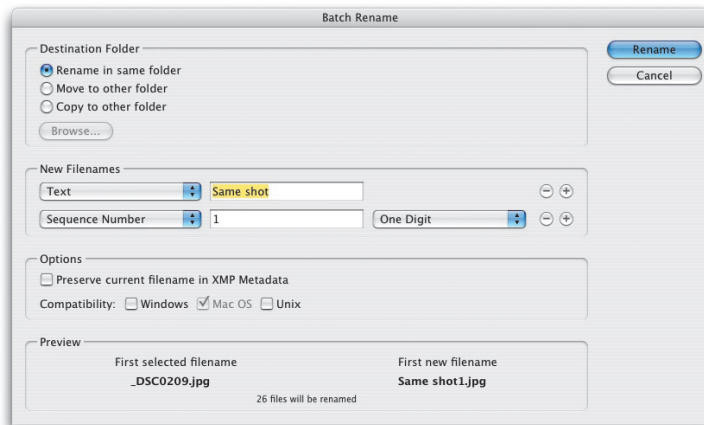 Batch Rename
Destination Folder
Rename
Rename in same folder
Cancel
Move to other folder
Copy to other folder
Browse...
New Filenames
Text Same shot
Sequence Number 1 One Digit
Options
Preserve current filename in XMP Metadata
Compatibility: Windows Mac OS Unix
Preview
First selected filename First new filename
_DSC0209.jpg Same shot1.jpg
26 files will be renamed